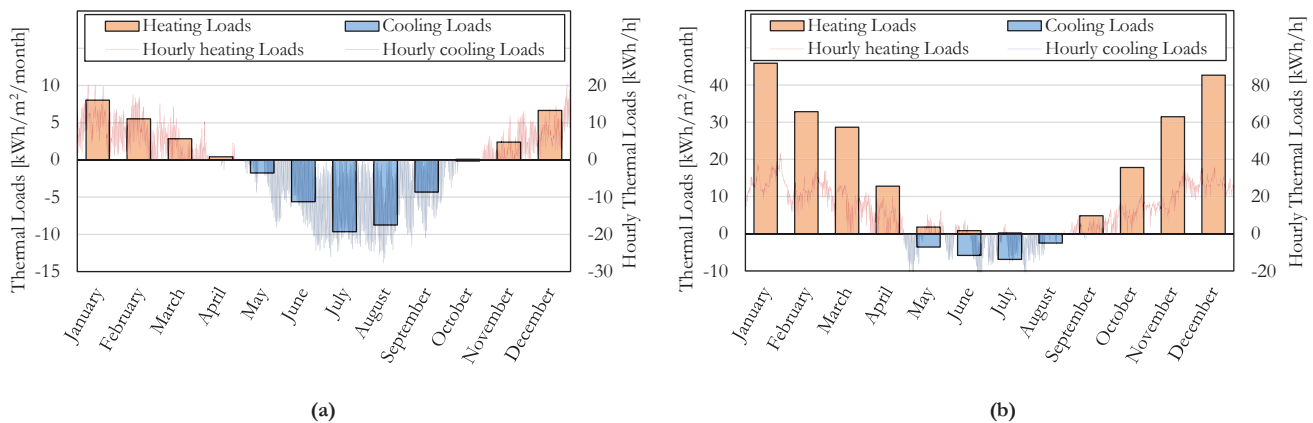 Heating Loads Cooling Loads
Hourly heating Loads Hourly cooling Loads
Thermal Loads [kWh/m²/month]
10
5
0
-5
-10
-15
20
10
0
-10
-20
-30
Hourly Thermal Loads [kWh/h]
January February March April May June July August September October November December
(a)
Heating Loads Cooling Loads
Hourly heating Loads Hourly cooling Loads
Thermal Loads [kWh/m²/month]
40
30
20
10
0
-10
80
60
40
20
0
-20
Hourly Thermal Loads [kWh/h]
January February March April May June July August September October November December
(b)